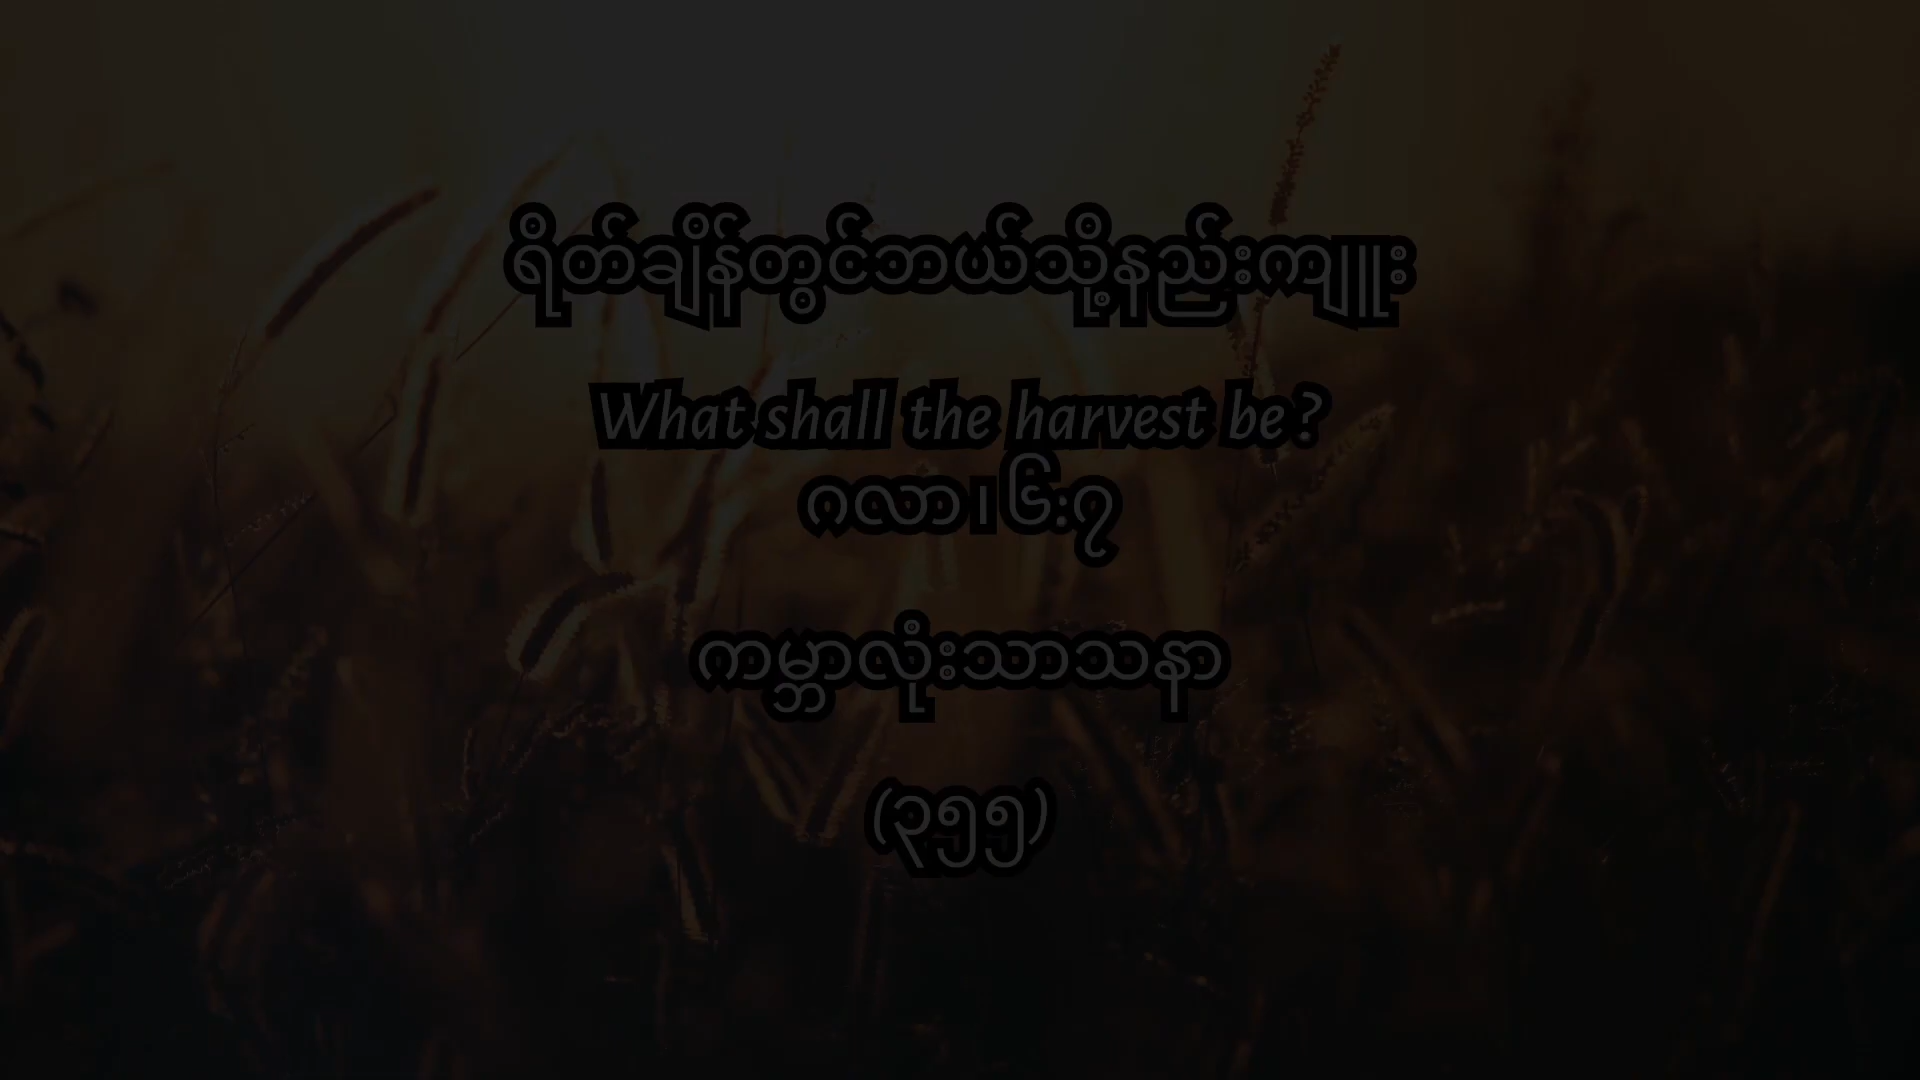 ရိတ်ချိန်တွင်ဘယ်သို့နည်းကျူး
What shall the harvest be?
ဂလာ၊ ၆း၇
ကမ္ဘာလုံးသာသနာ
(၃၅၅)